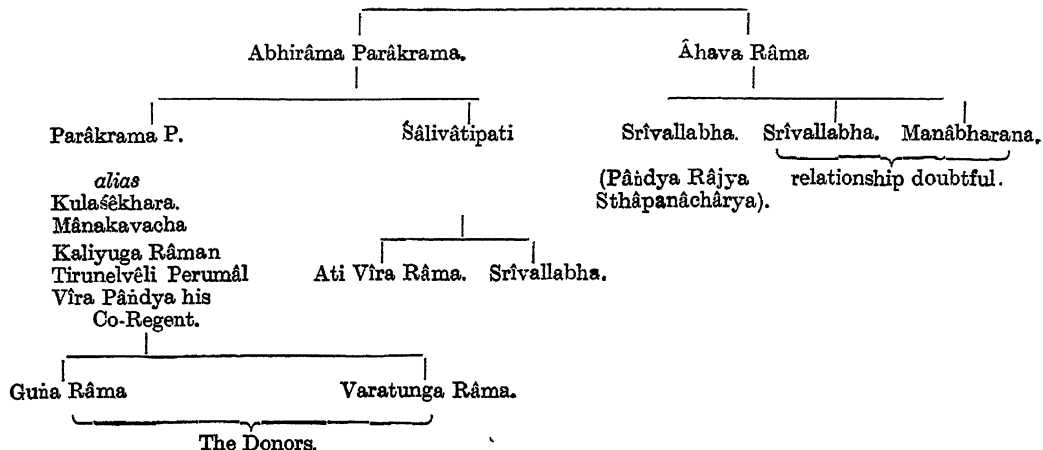 Abhirâma Parâkrama. Âhava Râma
Parâkrama P. Śâlivâtipati Srîvallabha. Srîvallabha. Manâbharana.
alias (Pâṅdya Râjya relationship doubtful.
Kulaśêkhara. Sthâpanâchârya).
Mânakavacha
Kaliyuga Râman
Tirunelvêli Perumâl Ati Vîra Râma. Srîvallabha.
Vîra Pâṅdya his
Co-Regent.
Guṅa Râma Varatunga Râma.
The Donors.